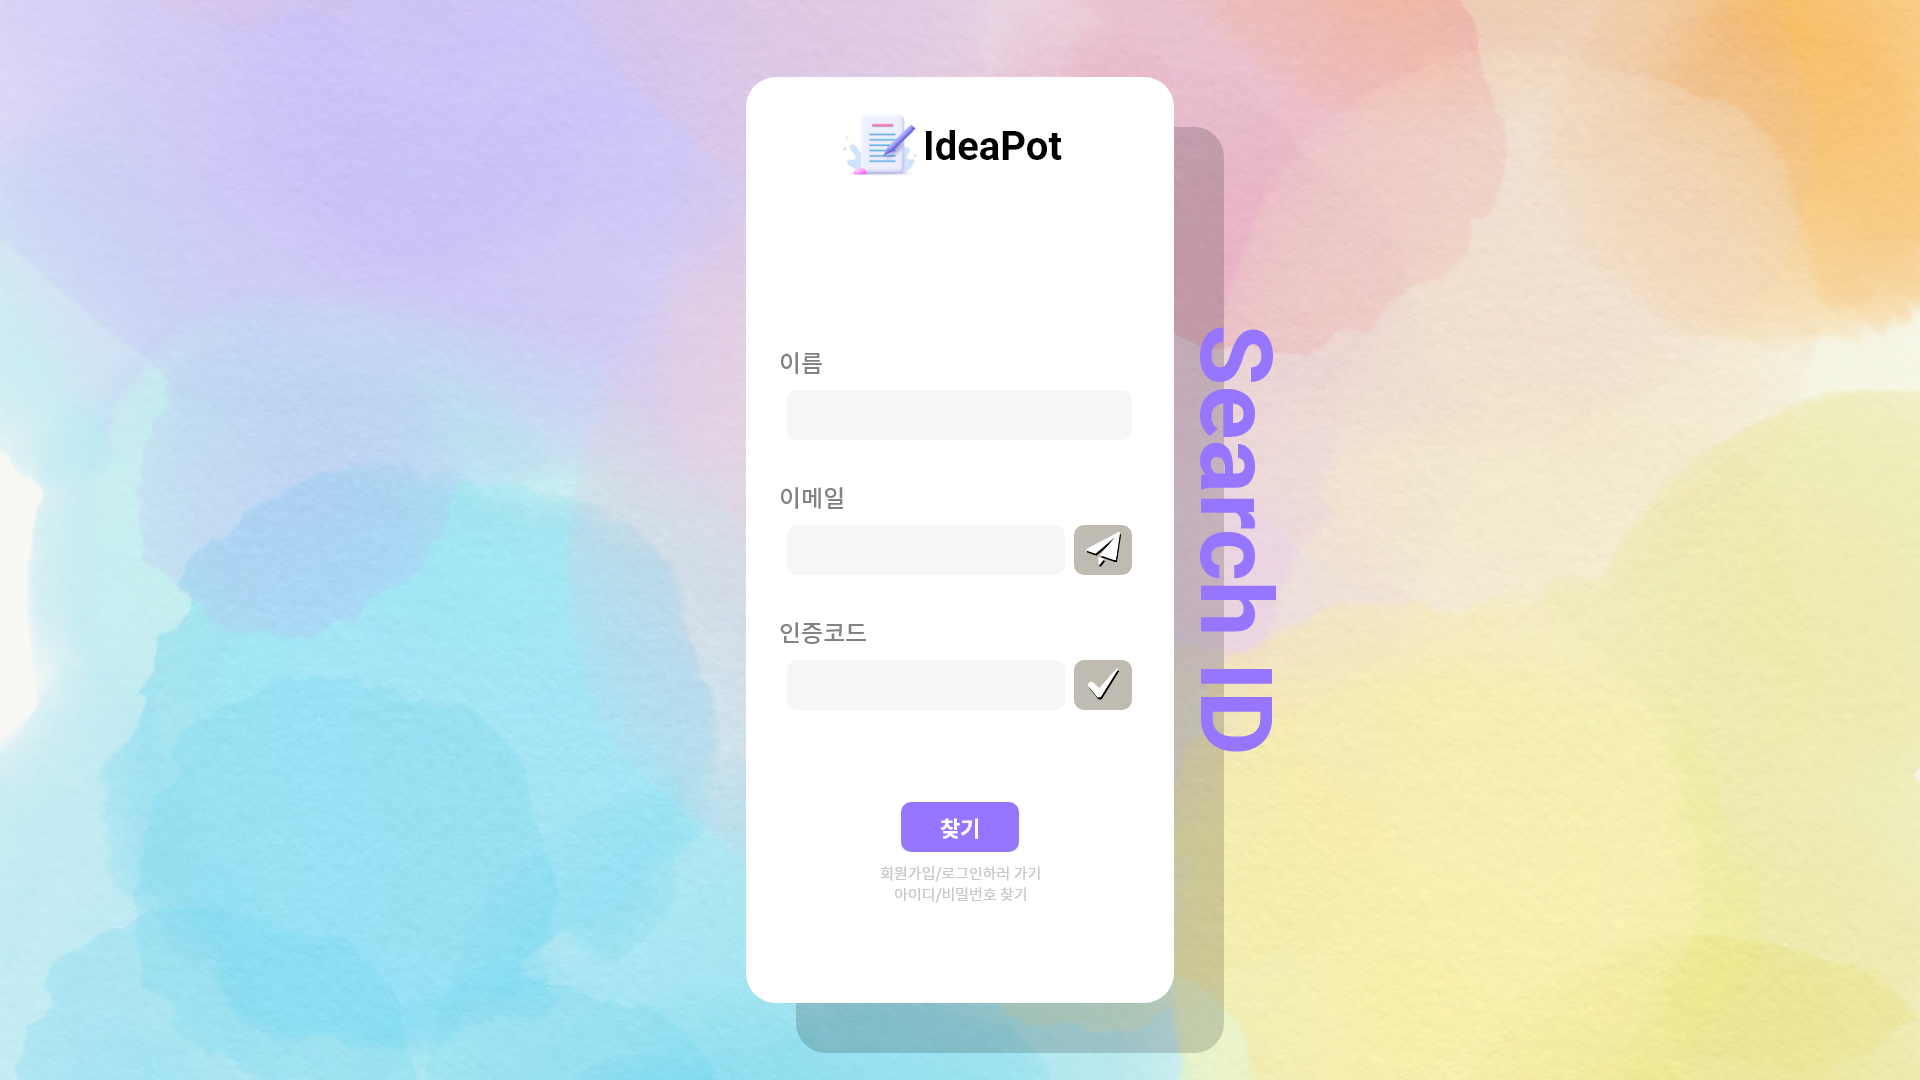 IdeaPot
이름
이메일
인증코드
찾기
회원가입/로그인하러 가기
아이디/비밀번호 찾기
Search ID